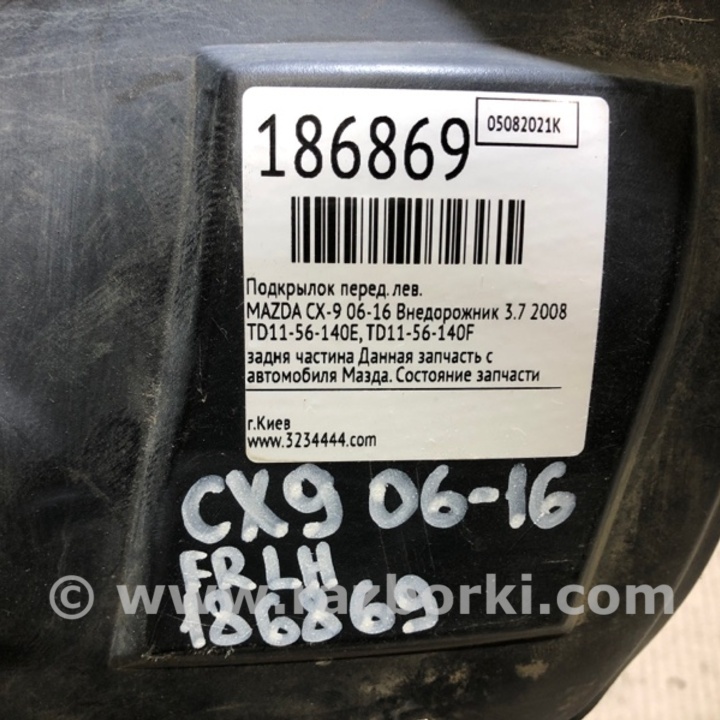 186869
05082021K
Подкрылок перед. лев.
MAZDA CX-9 06-16 Внедорожник 3.7 2008
TD11-56-140E, TD11-56-140F
задня частина Данная запчасть с
автомобиля Мазда. Состояние запчасти
г.Киев
www.3234444.com
CX9 06-16
FR LH
© www.razborki.com
186869